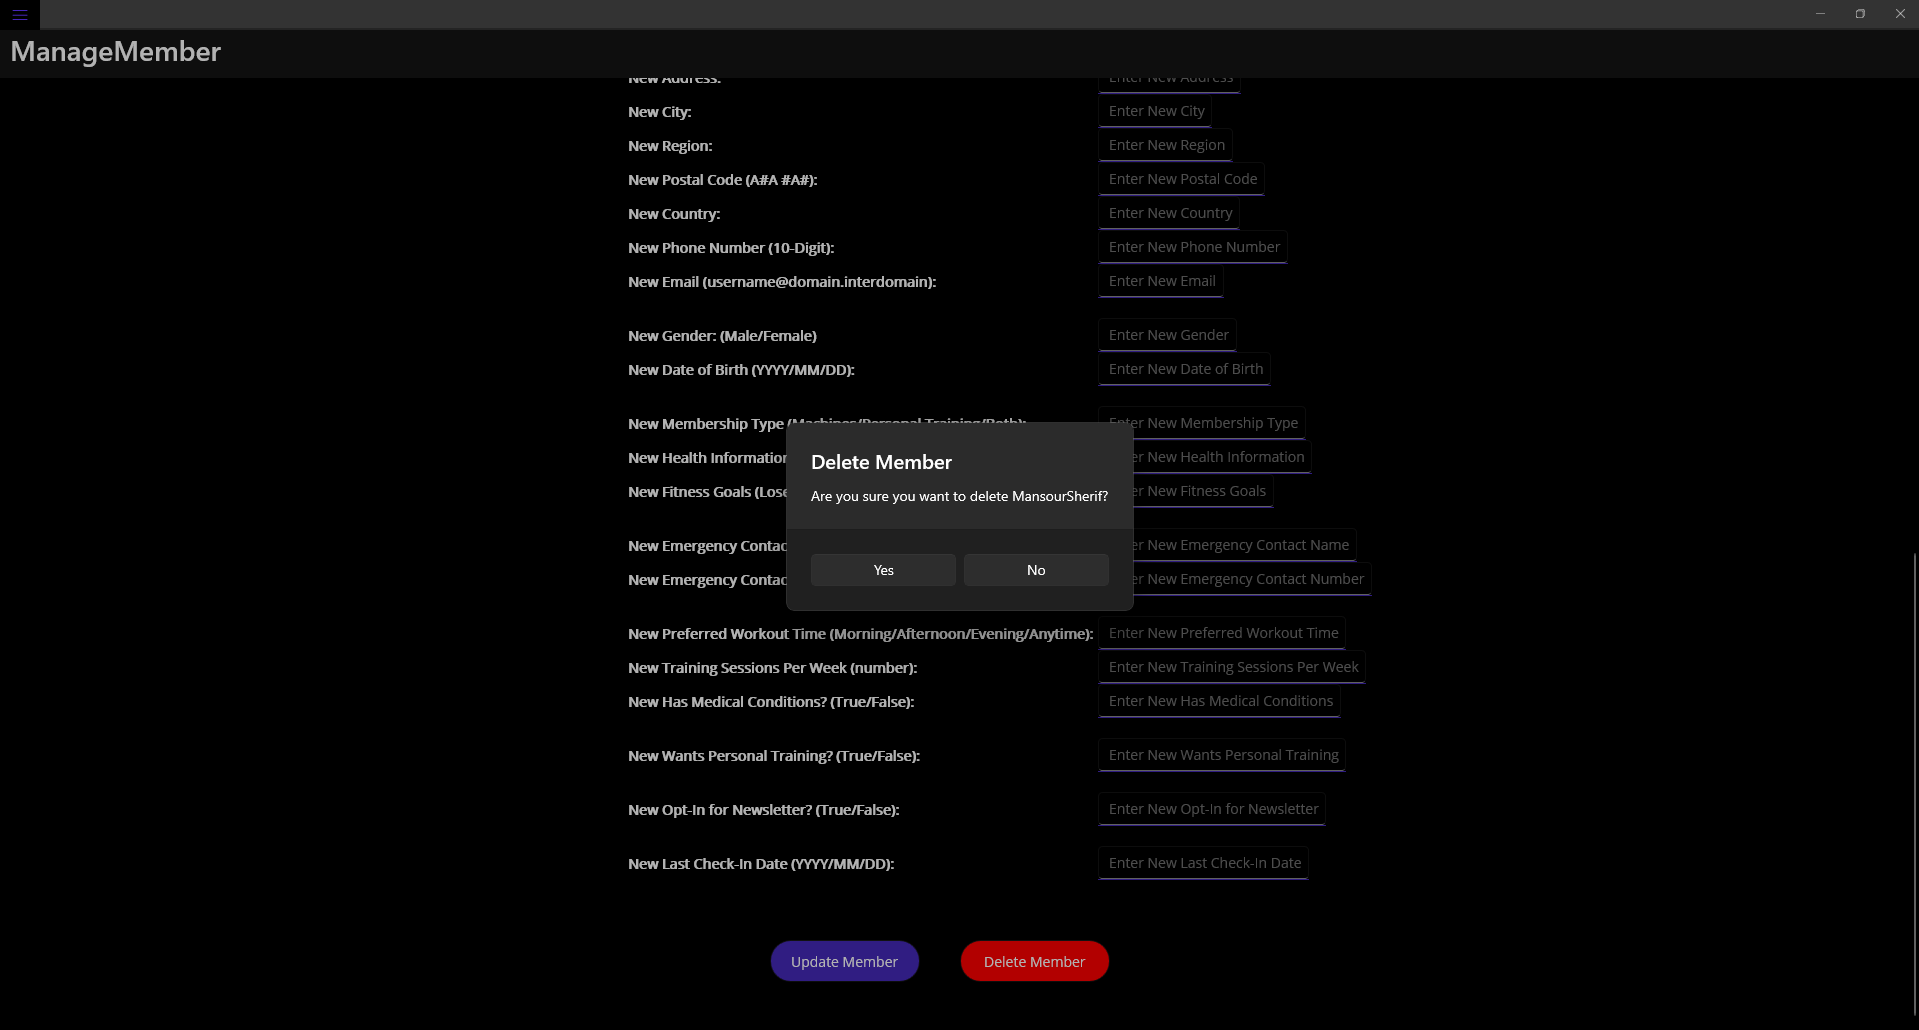 ManageMember
New Address: Enter New Address
New City: Enter New City
New Region: Enter New Region
New Postal Code (A#A #A#): Enter New Postal Code
New Country: Enter New Country
New Phone Number (10-Digit): Enter New Phone Number
New Email (username@domain.interdomain): Enter New Email
New Gender: (Male/Female) Enter New Gender
New Date of Birth (YYYY/MM/DD): Enter New Date of Birth
New Membership Type (Machines/Personal Training/Both): Enter New Membership Type
New Health Information New Health Information
New Fitness Goals (Lose New Fitness Goals
New Emergency Contac New Emergency Contact Name
New Emergency Contac New Emergency Contact Number
Delete Member
Are you sure you want to delete MansourSherif?
Yes No
New Preferred Workout Time (Morning/Afternoon/Evening/Anytime): Enter New Preferred Workout Time
New Training Sessions Per Week (number): Enter New Training Sessions Per Week
New Has Medical Conditions? (True/False): Enter New Has Medical Conditions
New Wants Personal Training? (True/False): Enter New Wants Personal Training
New Opt-In for Newsletter? (True/False): Enter New Opt-In for Newsletter
New Last Check-In Date (YYYY/MM/DD): Enter New Last Check-In Date
Update Member Delete Member